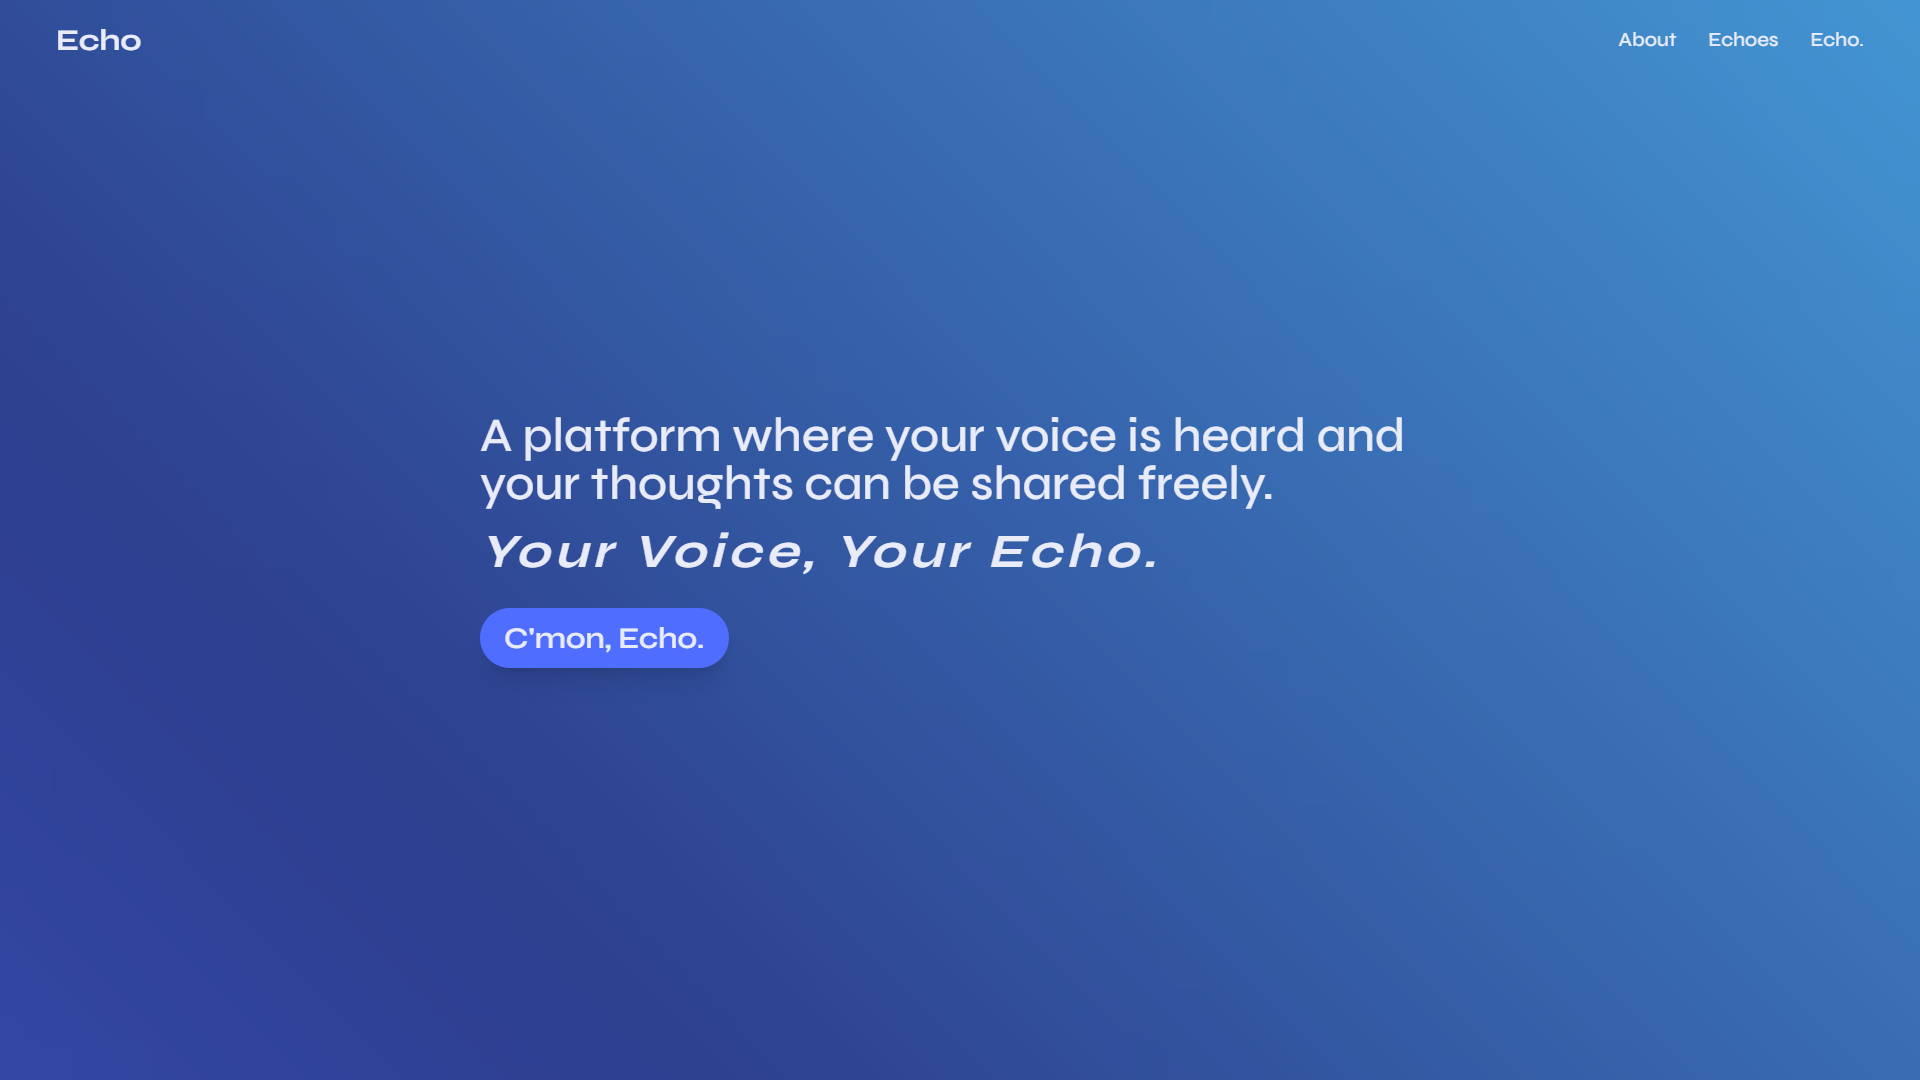 Echo
About
Echoes
Echo.
A platform where your voice is heard and
your thoughts can be shared freely.
Your Voice, Your Echo.
C'mon, Echo.